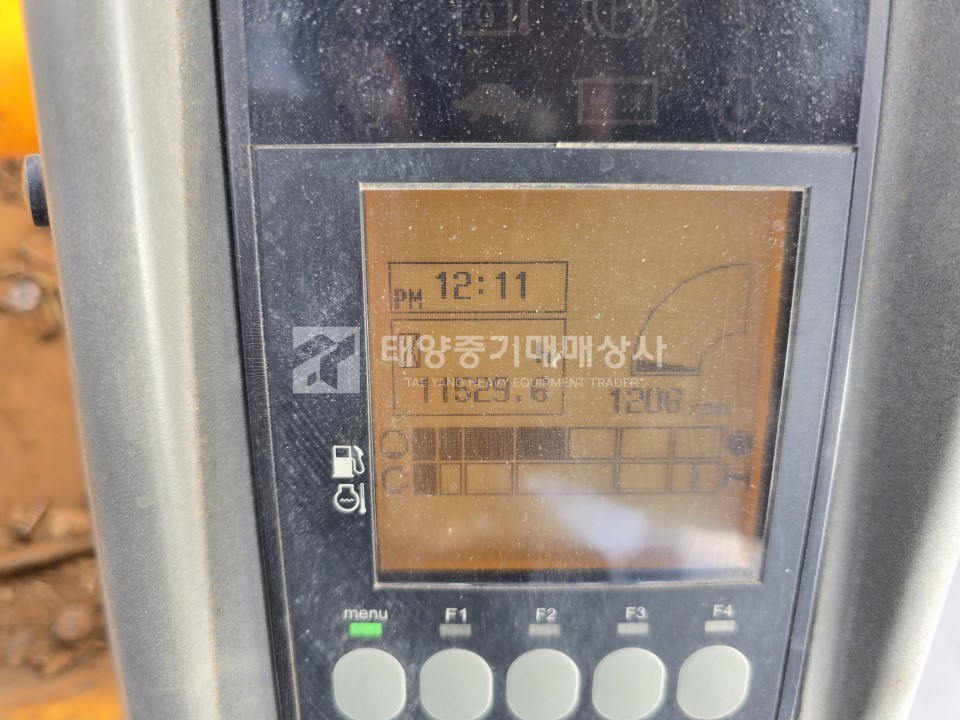 12:11
PM
태양중기매매상사
TAE YANG HEAVY EQUIPMENT TRADER
11529.6
1206 rpm
menu F1 F2 F3 F4